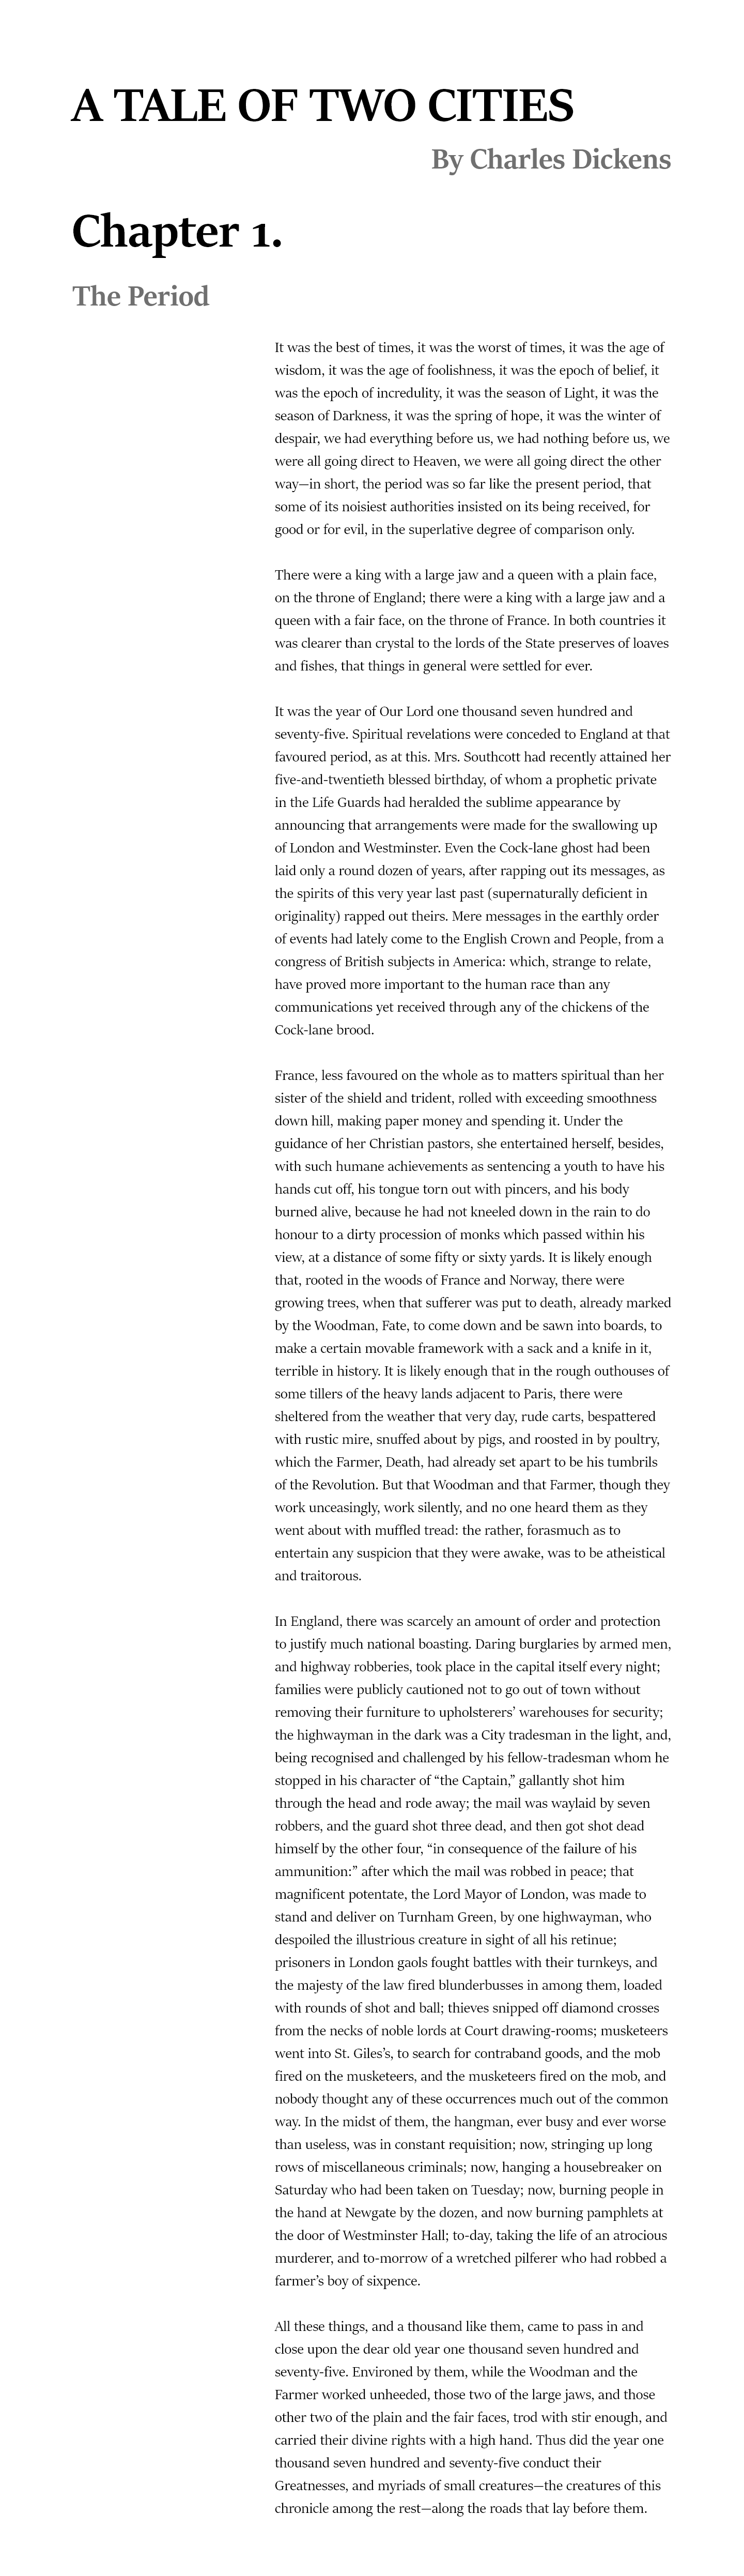 A TALE OF TWO CITIES
By Charles Dickens
Chapter 1.
The Period
It was the best of times, it was the worst of times, it was the age of
wisdom, it was the age of foolishness, it was the epoch of belief, it
was the epoch of incredulity, it was the season of Light, it was the
season of Darkness, it was the spring of hope, it was the winter of
despair, we had everything before us, we had nothing before us, we
were all going direct to Heaven, we were all going direct the other
way—in short, the period was so far like the present period, that
some of its noisiest authorities insisted on its being received, for
good or for evil, in the superlative degree of comparison only.
There were a king with a large jaw and a queen with a plain face,
on the throne of England; there were a king with a large jaw and a
queen with a fair face, on the throne of France. In both countries it
was clearer than crystal to the lords of the State preserves of loaves
and fishes, that things in general were settled for ever.
It was the year of Our Lord one thousand seven hundred and
seventy-five. Spiritual revelations were conceded to England at that
favoured period, as at this. Mrs. Southcott had recently attained her
five-and-twentieth blessed birthday, of whom a prophetic private
in the Life Guards had heralded the sublime appearance by
announcing that arrangements were made for the swallowing up
of London and Westminster. Even the Cock-lane ghost had been
laid only a round dozen of years, after rapping out its messages, as
the spirits of this very year last past (supernaturally deficient in
originality) rapped out theirs. Mere messages in the earthly order
of events had lately come to the English Crown and People, from a
congress of British subjects in America: which, strange to relate,
have proved more important to the human race than any
communications yet received through any of the chickens of the
Cock-lane brood.
France, less favoured on the whole as to matters spiritual than her
sister of the shield and trident, rolled with exceeding smoothness
down hill, making paper money and spending it. Under the
guidance of her Christian pastors, she entertained herself, besides,
with such humane achievements as sentencing a youth to have his
hands cut off, his tongue torn out with pincers, and his body
burned alive, because he had not kneeled down in the rain to do
honour to a dirty procession of monks which passed within his
view, at a distance of some fifty or sixty yards. It is likely enough
that, rooted in the woods of France and Norway, there were
growing trees, when that sufferer was put to death, already marked
by the Woodman, Fate, to come down and be sawn into boards, to
make a certain movable framework with a sack and a knife in it,
terrible in history. It is likely enough that in the rough outhouses of
some tillers of the heavy lands adjacent to Paris, there were
sheltered from the weather that very day, rude carts, bespattered
with rustic mire, snuffed about by pigs, and roosted in by poultry,
which the Farmer, Death, had already set apart to be his tumbrils
of the Revolution. But that Woodman and that Farmer, though they
work unceasingly, work silently, and no one heard them as they
went about with muffled tread: the rather, forasmuch as to
entertain any suspicion that they were awake, was to be atheistical
and traitorous.
In England, there was scarcely an amount of order and protection
to justify much national boasting. Daring burglaries by armed men,
and highway robberies, took place in the capital itself every night;
families were publicly cautioned not to go out of town without
removing their furniture to upholsterers’ warehouses for security;
the highwayman in the dark was a City tradesman in the light, and,
being recognised and challenged by his fellow-tradesman whom he
stopped in his character of “the Captain,” gallantly shot him
through the head and rode away; the mail was waylaid by seven
robbers, and the guard shot three dead, and then got shot dead
himself by the other four, “in consequence of the failure of his
ammunition:” after which the mail was robbed in peace; that
magnificent potentate, the Lord Mayor of London, was made to
stand and deliver on Turnham Green, by one highwayman, who
despoiled the illustrious creature in sight of all his retinue;
prisoners in London gaols fought battles with their turnkeys, and
the majesty of the law fired blunderbusses in among them, loaded
with rounds of shot and ball; thieves snipped off diamond crosses
from the necks of noble lords at Court drawing-rooms; musketeers
went into St. Giles’s, to search for contraband goods, and the mob
fired on the musketeers, and the musketeers fired on the mob, and
nobody thought any of these occurrences much out of the common
way. In the midst of them, the hangman, ever busy and ever worse
than useless, was in constant requisition; now, stringing up long
rows of miscellaneous criminals; now, hanging a housebreaker on
Saturday who had been taken on Tuesday; now, burning people in
the hand at Newgate by the dozen, and now burning pamphlets at
the door of Westminster Hall; to-day, taking the life of an atrocious
murderer, and to-morrow of a wretched pilferer who had robbed a
farmer’s boy of sixpence.
All these things, and a thousand like them, came to pass in and
close upon the dear old year one thousand seven hundred and
seventy-five. Environed by them, while the Woodman and the
Farmer worked unheeded, those two of the large jaws, and those
other two of the plain and the fair faces, trod with stir enough, and
carried their divine rights with a high hand. Thus did the year one
thousand seven hundred and seventy-five conduct their
Greatnesses, and myriads of small creatures—the creatures of this
chronicle among the rest—along the roads that lay before them.